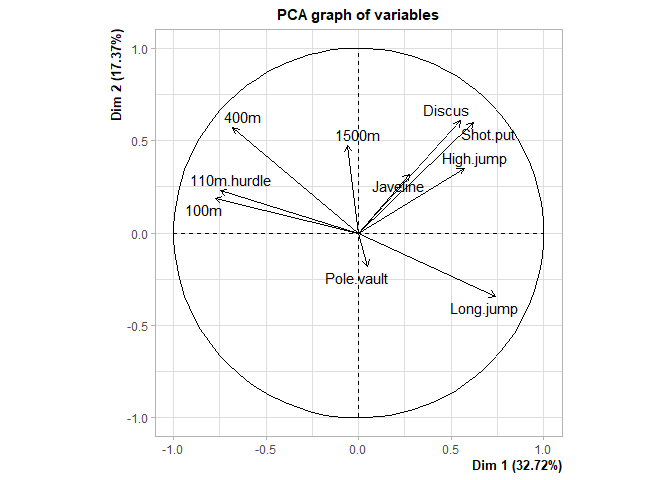 PCA graph of variables
Dim 2 (17.37%)
1.0
0.5
0.0
-0.5
-1.0
400m
1500m
Discus
Shot.put
High.jump
110m.hurdle
Javeline
100m
Pole.vault
Long.jump
-1.0
-0.5
0.0
0.5
1.0
Dim 1 (32.72%)